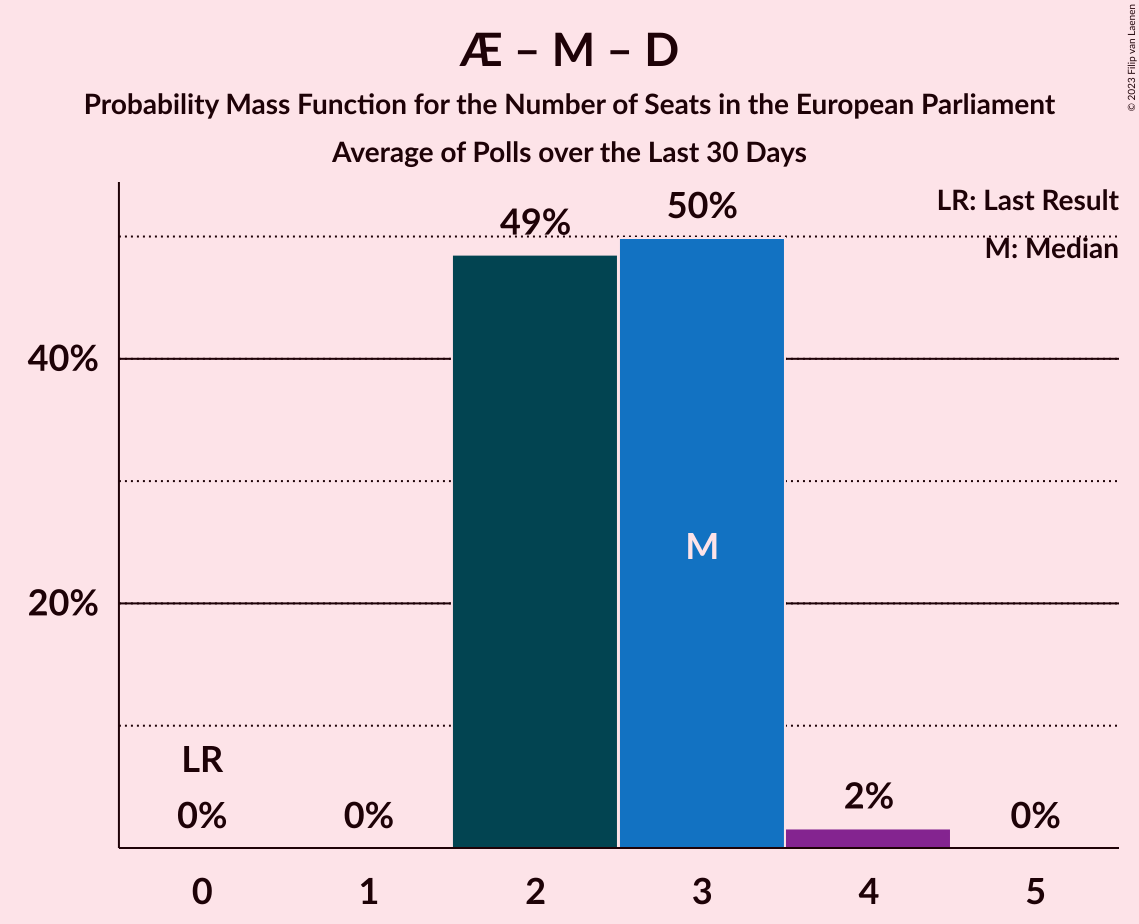 Æ – M – D
Probability Mass Function for the Number of Seats in the European Parliament
Average of Polls over the Last 30 Days
© 2023 Filip van Laenen
LR: Last Result
M: Median
49%
50%
40%
M
20%
LR
0%
0%
2%
0%
0
1
2
3
4
5